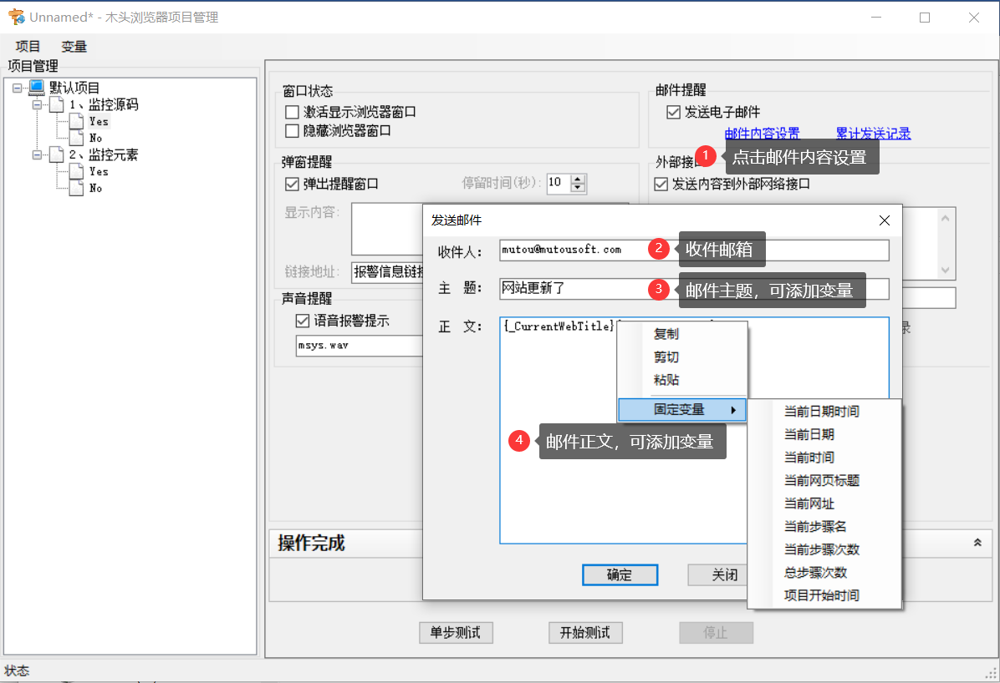 Unnamed* - 木头浏览器项目管理
项目 变量
项目管理
默认项目
1、监控源码
Yes
No
2、监控元素
Yes
No
窗口状态
激活显示浏览器窗口
隐藏浏览器窗口
邮件提醒
发送电子邮件
邮件内容设置 累计发送记录
1 点击邮件内容设置
弹窗提醒
弹出提醒窗口 停留时间(秒): 10
显示内容:
链接地址: 报警信息链接
外部接口
发送内容到外部网络接口
声音提醒
语音报警提示
msys.wav
录
发送邮件
收件人: mutou@mutousoft.com
2 收件邮箱
主 题: 网站更新了
3 邮件主题，可添加变量
正 文: {_CurrentWebTitle}
复制
剪切
粘贴
固定变量
4 邮件正文，可添加变量
当前日期时间
当前日期
当前时间
当前网页标题
当前网址
当前步骤名
当前步骤次数
总步骤次数
项目开始时间
确定 关闭
操作完成
单步测试 开始测试 停止
状态